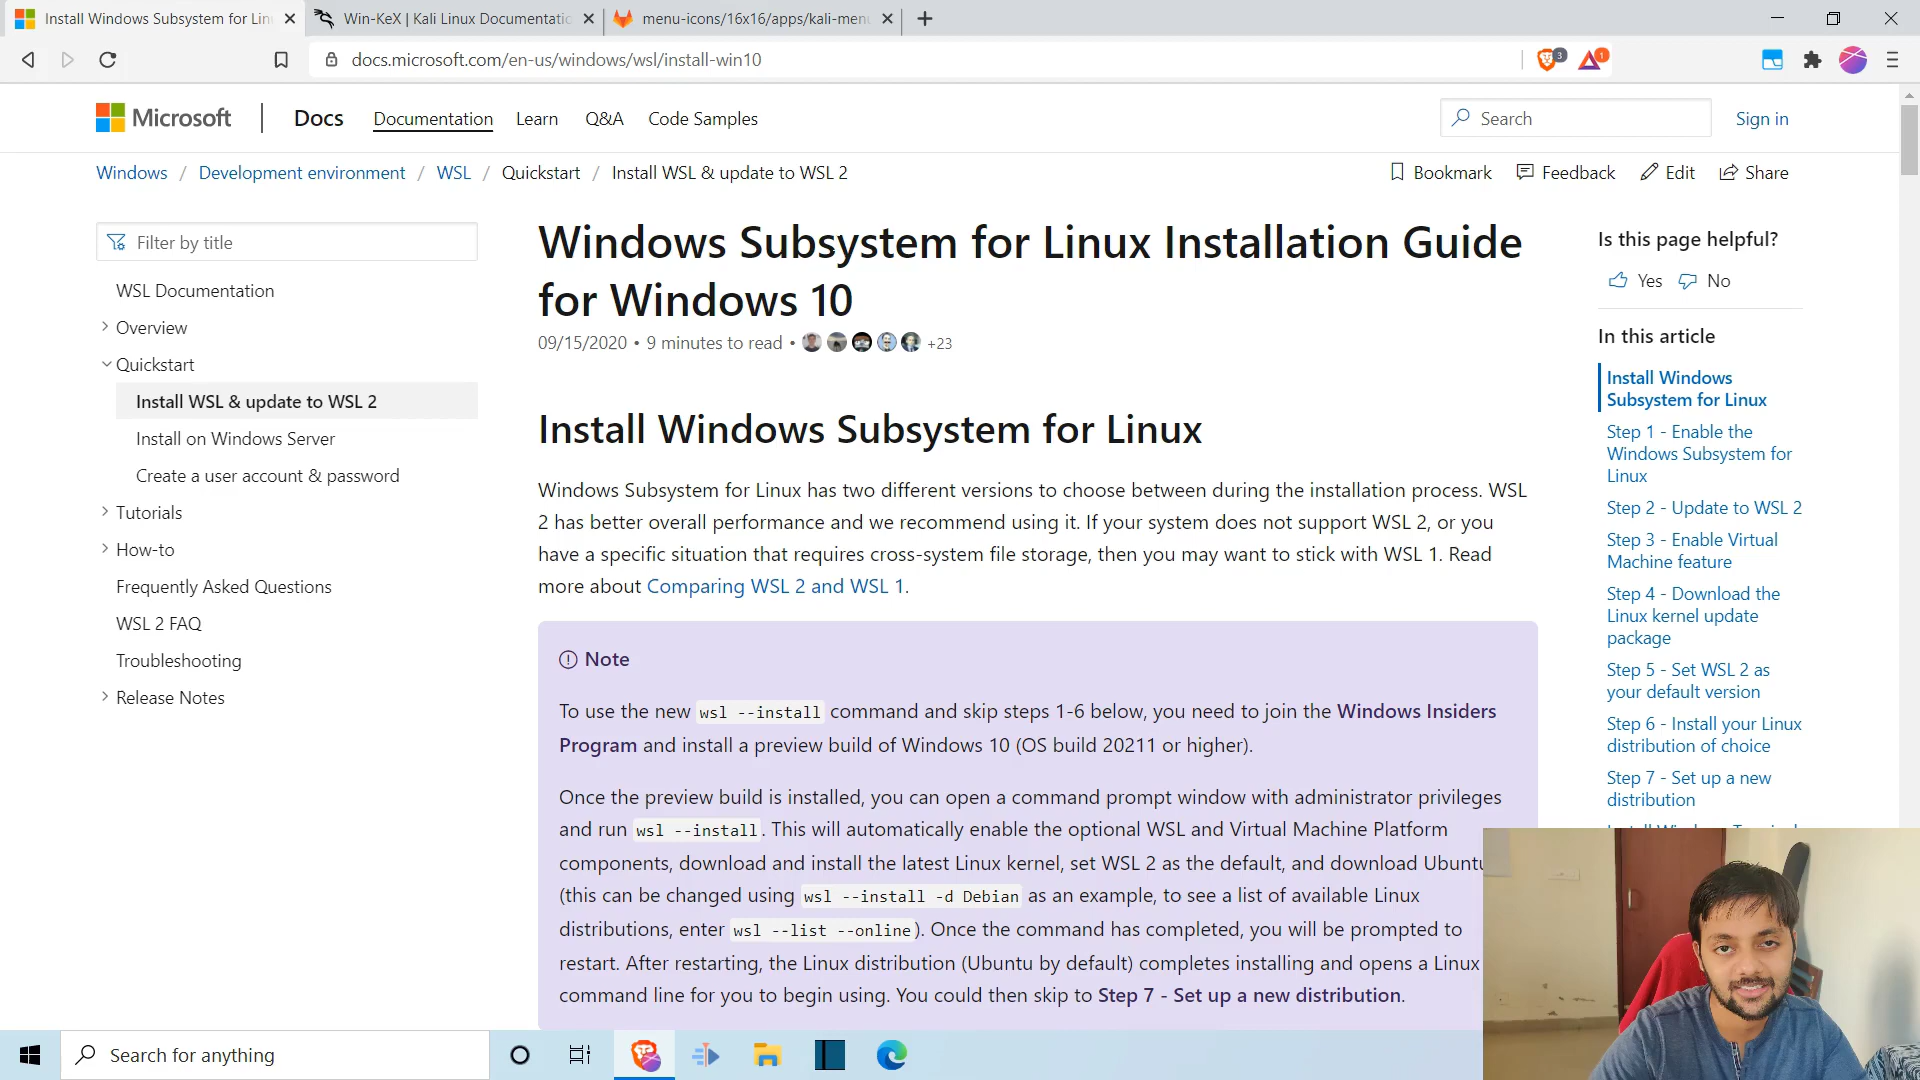 Install Windows Subsystem for Lin
Win-KeX | Kali Linux Documentatic
menu-icons/16x16/apps/kali-menu
docs.microsoft.com/en-us/windows/wsl/install-win10
3
1
Microsoft
Docs
Documentation
Learn
Q&A
Code Samples
Search
Sign in
Windows / Development environment / WSL / Quickstart / Install WSL & update to WSL 2
Bookmark
Feedback
Edit
Share
Filter by title
WSL Documentation
Overview
Quickstart
Install WSL & update to WSL 2
Install on Windows Server
Create a user account & password
Tutorials
How-to
Frequently Asked Questions
WSL 2 FAQ
Troubleshooting
Release Notes
Windows Subsystem for Linux Installation Guide
for Windows 10
09/15/2020 • 9 minutes to read • +23
Install Windows Subsystem for Linux
Windows Subsystem for Linux has two different versions to choose between during the installation process. WSL
2 has better overall performance and we recommend using it. If your system does not support WSL 2, or you
have a specific situation that requires cross-system file storage, then you may want to stick with WSL 1. Read
more about Comparing WSL 2 and WSL 1.
Note
To use the new wsl --install command and skip steps 1-6 below, you need to join the Windows Insiders
Program and install a preview build of Windows 10 (OS build 20211 or higher).
Once the preview build is installed, you can open a command prompt window with administrator privileges
and run wsl --install. This will automatically enable the optional WSL and Virtual Machine Platform
components, download and install the latest Linux kernel, set WSL 2 as the default, and download Ubuntu
(this can be changed using wsl --install -d Debian as an example, to see a list of available Linux
distributions, enter wsl --list --online). Once the command has completed, you will be prompted to
restart. After restarting, the Linux distribution (Ubuntu by default) completes installing and opens a Linux
command line for you to begin using. You could then skip to Step 7 - Set up a new distribution.
Is this page helpful?
Yes
No
In this article
Install Windows
Subsystem for Linux
Step 1 - Enable the
Windows Subsystem for
Linux
Step 2 - Update to WSL 2
Step 3 - Enable Virtual
Machine feature
Step 4 - Download the
Linux kernel update
package
Step 5 - Set WSL 2 as
your default version
Step 6 - Install your Linux
distribution of choice
Step 7 - Set up a new
distribution
Search for anything